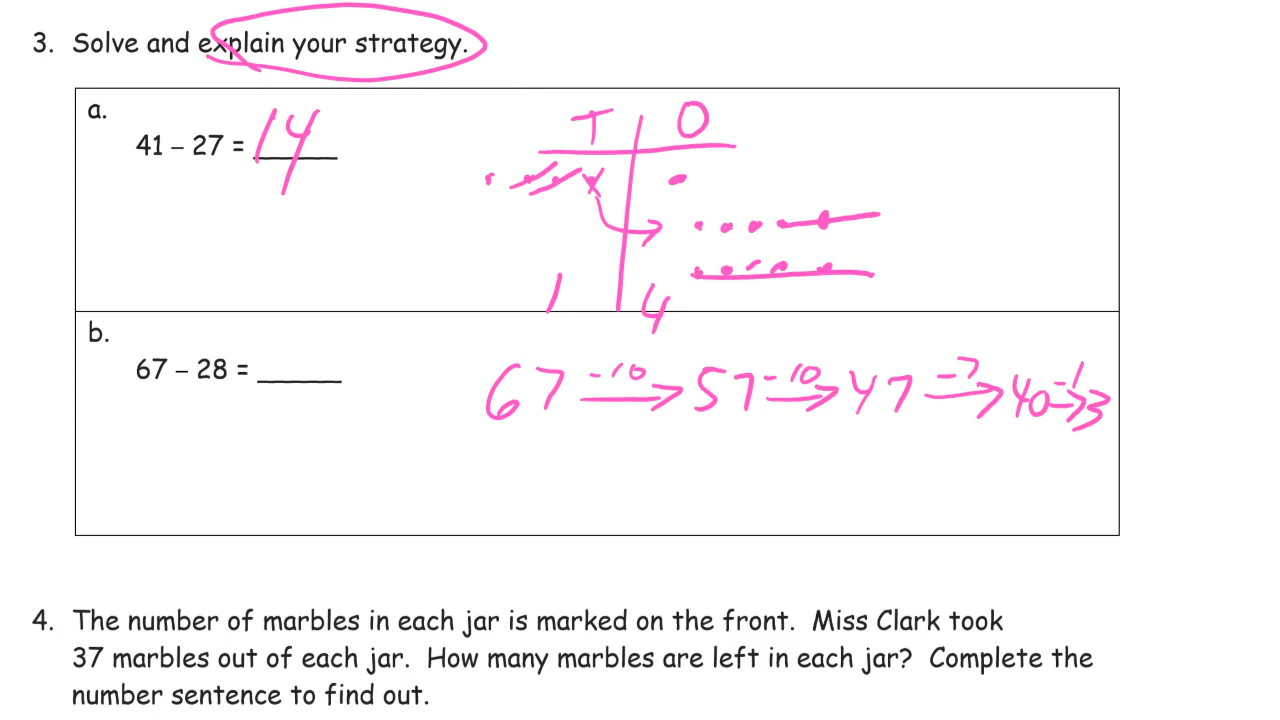 3. Solve and explain your strategy.
a.
T O
41 – 27 = 14
1 4
b.
67 – 28 = ______
67 -10 → 57 -10 → 47 -7 → 40 -1 → 3
4. The number of marbles in each jar is marked on the front. Miss Clark took
37 marbles out of each jar. How many marbles are left in each jar? Complete the
number sentence to find out.